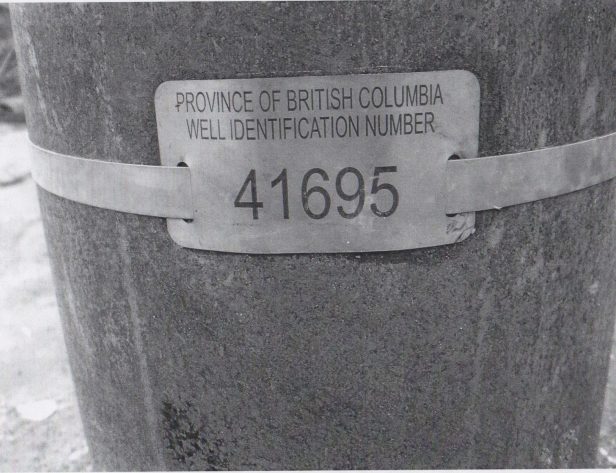 PROVINCE OF BRITISH COLUMBIA
WELL IDENTIFICATION NUMBER
41695